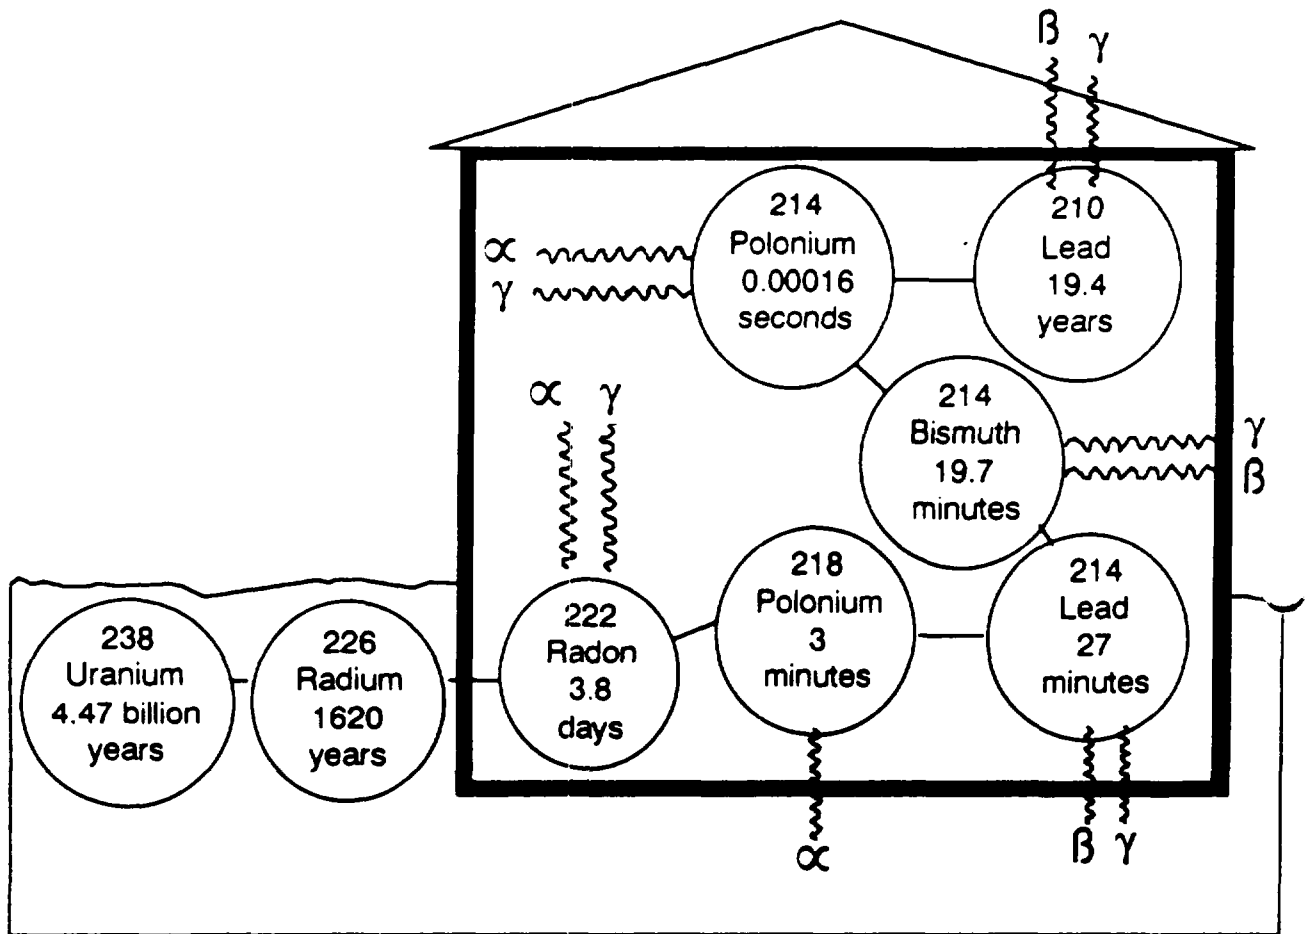 β γ
214
Polonium
0.00016
seconds
210
Lead
19.4
years
α
γ
α γ
214
Bismuth
19.7
minutes
γ
β
238
Uranium
4.47 billion
years
226
Radium
1620
years
222
Radon
3.8
days
218
Polonium
3
minutes
214
Lead
27
minutes
α
β γ